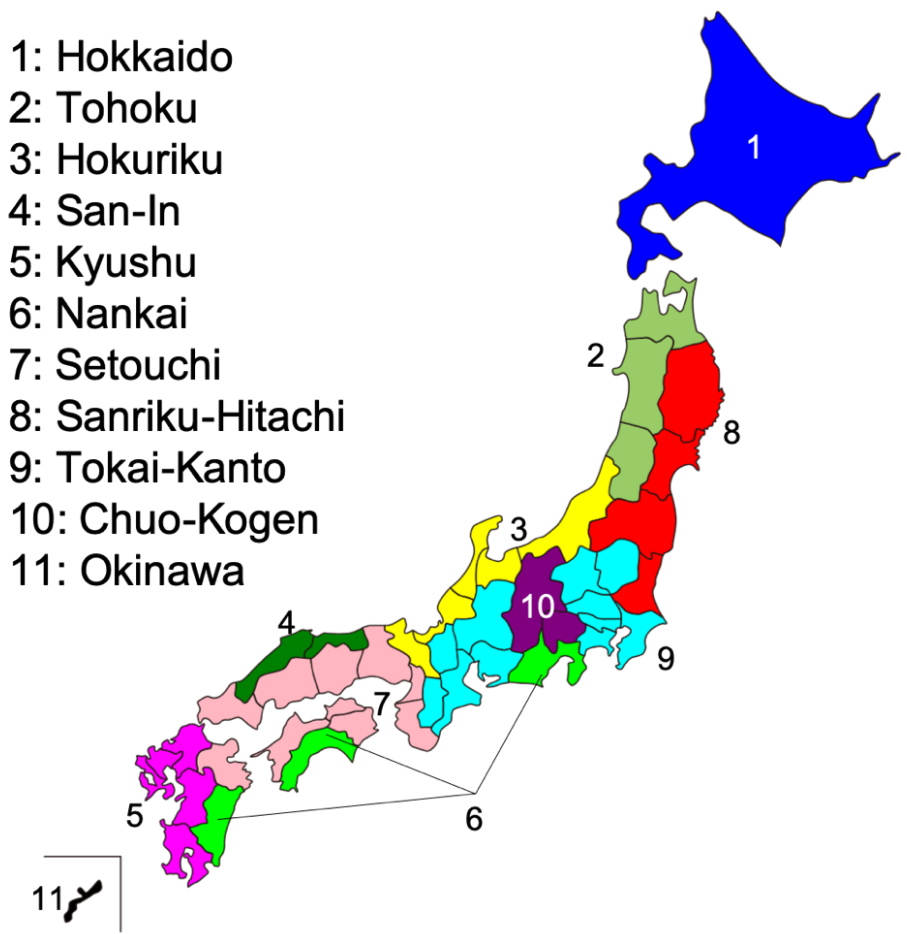 1: Hokkaido
2: Tohoku
3: Hokuriku
4: San-In
5: Kyushu
6: Nankai
7: Setouchi
8: Sanriku-Hitachi
9: Tokai-Kanto
10: Chuo-Kogen
11: Okinawa
1
2
8
3
10
4
9
7
5
6
11